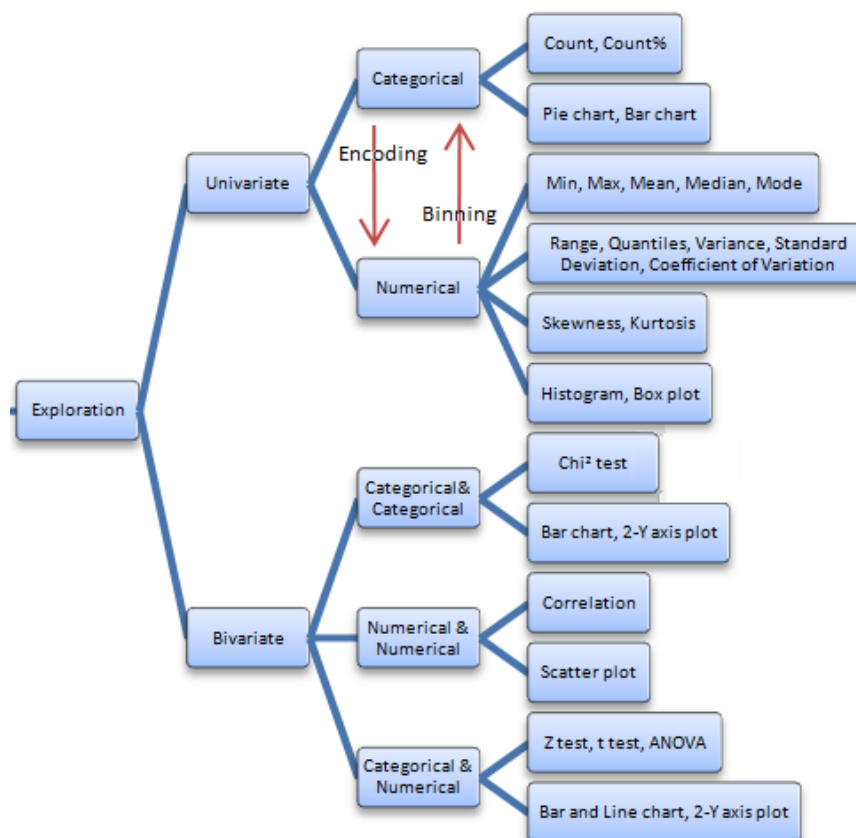 Count, Count%
Categorical
Pie chart, Bar chart
Encoding
Univariate
Min, Max, Mean, Median, Mode
Binning
Range, Quantiles, Variance, Standard
Deviation, Coefficient of Variation
Numerical
Skewness, Kurtosis
Histogram, Box plot
Exploration
Chi² test
Categorical&
Categorical
Bar chart, 2-Y axis plot
Correlation
Bivariate
Numerical &
Numerical
Scatter plot
Z test, t test, ANOVA
Categorical &
Numerical
Bar and Line chart, 2-Y axis plot